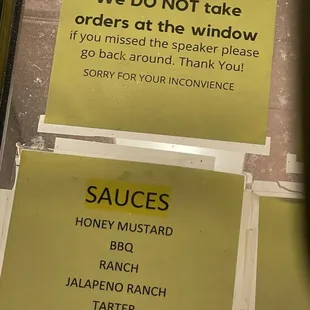 We DO NOT take
orders at the window
if you missed the speaker please
go back around. Thank You!
SORRY FOR YOUR INCONVIENCE
SAUCES
HONEY MUSTARD
BBQ
RANCH
JALAPENO RANCH
TARTER